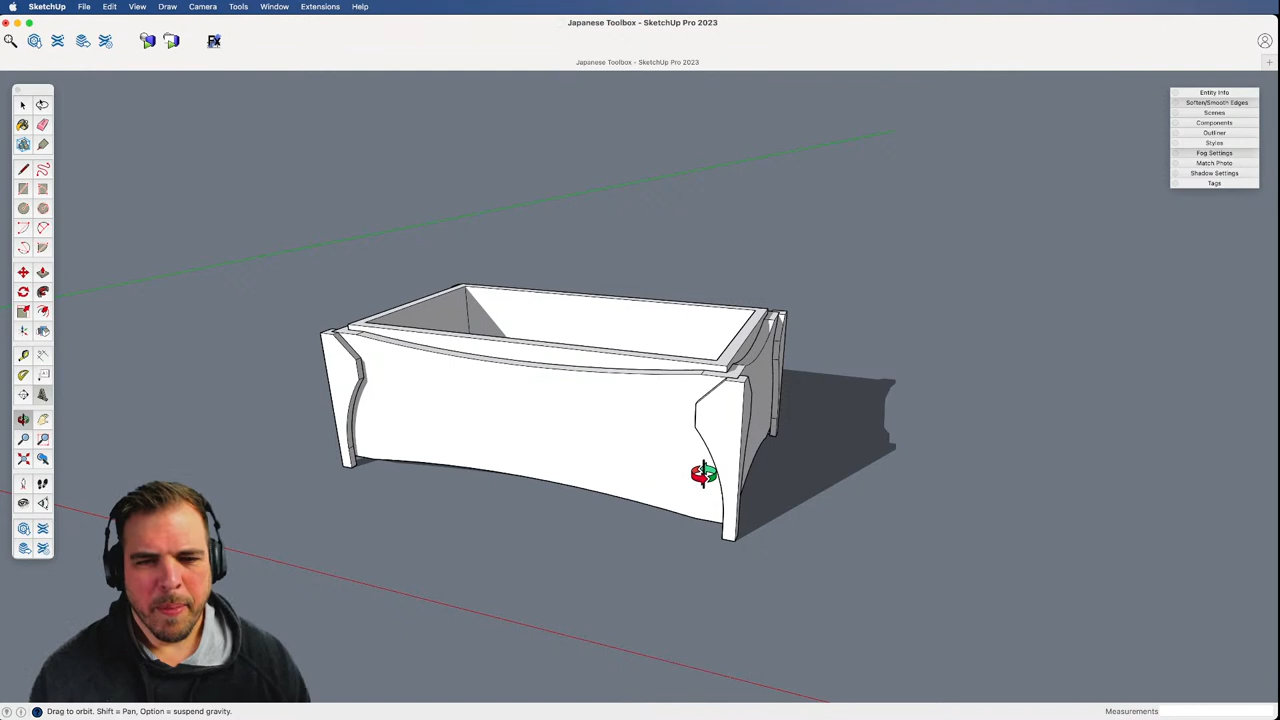 SketchUp File Edit View Draw Camera Tools Window Extensions Help
Japanese Toolbox - SketchUp Pro 2023
Japanese Toolbox - SketchUp Pro 2023
Entity Info
Soften/Smooth Edges
Scenes
Components
Outliner
Styles
Fog Settings
Match Photo
Shadow Settings
Tags
Drag to orbit. Shift = Pan, Option = suspend gravity.
Measurements